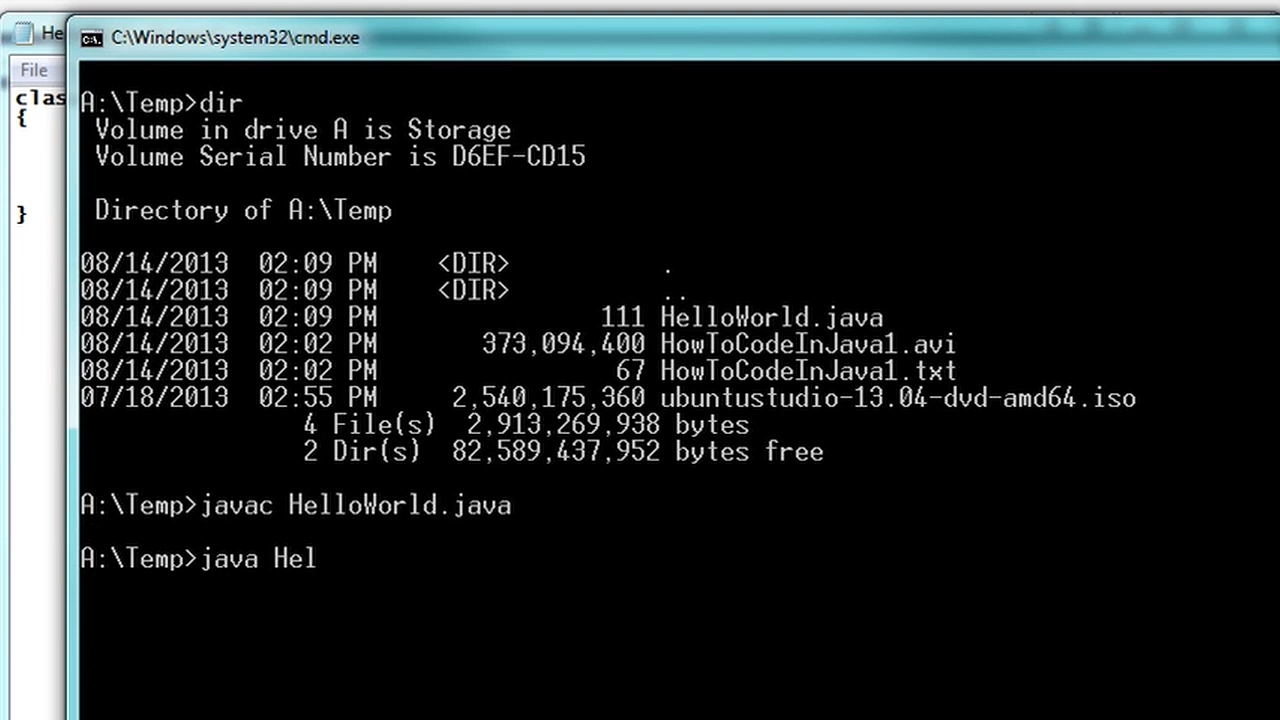 He
C:\Windows\system32\cmd.exe
File
clas
{
}
A:\Temp>dir
Volume in drive A is Storage
Volume Serial Number is D6EF-CD15
Directory of A:\Temp
08/14/2013  02:09 PM    <DIR>          .
08/14/2013  02:09 PM    <DIR>          ..
08/14/2013  02:09 PM               111 HelloWorld.java
08/14/2013  02:02 PM       373,094,400 HowToCodeInJava1.avi
08/14/2013  02:02 PM                67 HowToCodeInJava1.txt
07/18/2013  02:55 PM     2,540,175,360 ubuntustudio-13.04-dvd-amd64.iso
4 File(s)  2,913,269,938 bytes
2 Dir(s)  82,589,437,952 bytes free
A:\Temp>javac HelloWorld.java
A:\Temp>java Hel